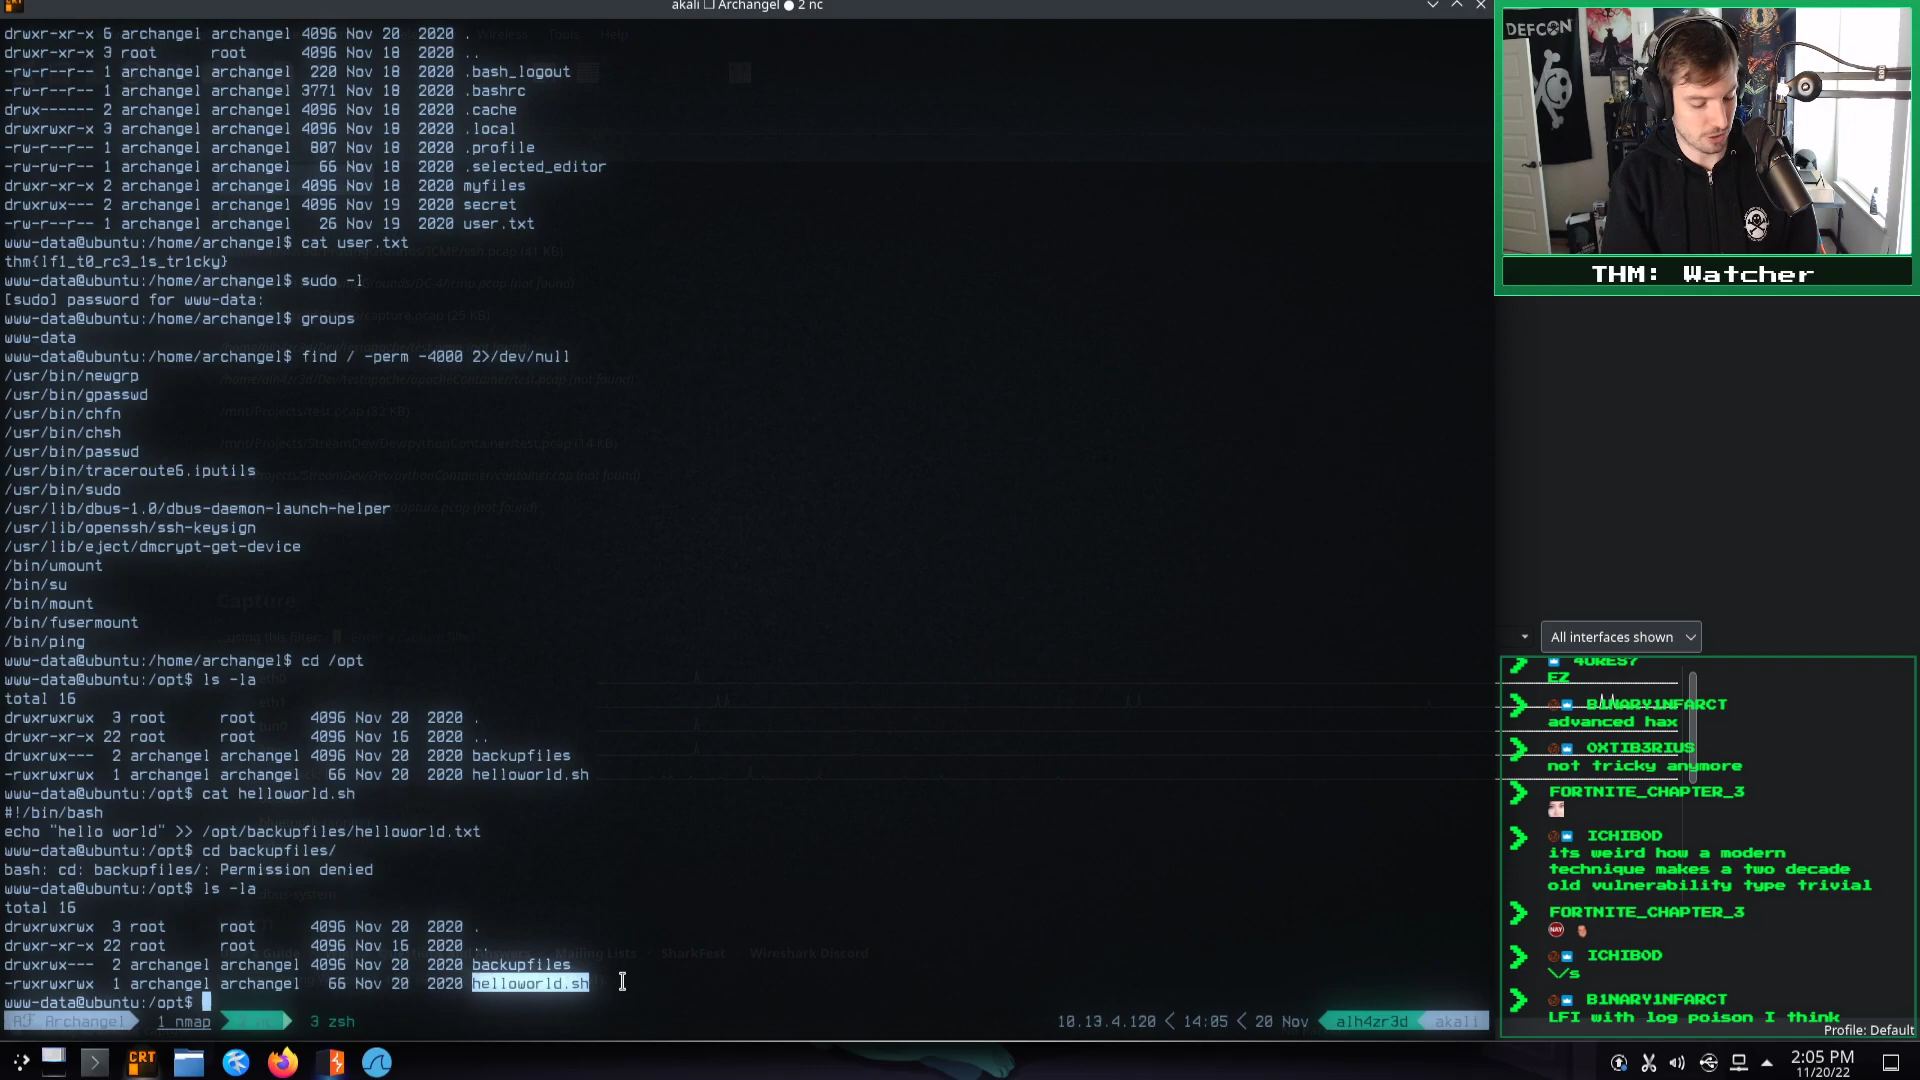 akali ☐ Archangel ● 2 nc
drwxr-xr-x 6 archangel archangel 4096 Nov 20  2020 .
drwxr-xr-x 3 root      root      4096 Nov 18  2020 ..
-rw-r--r-- 1 archangel archangel  220 Nov 18  2020 .bash_logout
-rw-r--r-- 1 archangel archangel 3771 Nov 18  2020 .bashrc
drwx------ 2 archangel archangel 4096 Nov 18  2020 .cache
drwxrwxr-x 3 archangel archangel 4096 Nov 18  2020 .local
-rw-r--r-- 1 archangel archangel  807 Nov 18  2020 .profile
-rw-rw-r-- 1 archangel archangel   66 Nov 18  2020 .selected_editor
drwxr-xr-x 2 archangel archangel 4096 Nov 18  2020 myfiles
drwxrwx--- 2 archangel archangel 4096 Nov 19  2020 secret
-rw-r--r-- 1 archangel archangel   26 Nov 19  2020 user.txt
www-data@ubuntu:/home/archangel$ cat user.txt
thm{lf1_t0_rc3_1s_tr1cky}
www-data@ubuntu:/home/archangel$ sudo -l
[sudo] password for www-data:
www-data@ubuntu:/home/archangel$ groups
www-data
www-data@ubuntu:/home/archangel$ find / -perm -4000 2>/dev/null
/usr/bin/newgrp
/usr/bin/gpasswd
/usr/bin/chfn
/usr/bin/chsh
/usr/bin/passwd
/usr/bin/traceroute6.iputils
/usr/bin/sudo
/usr/lib/dbus-1.0/dbus-daemon-launch-helper
/usr/lib/openssh/ssh-keysign
/usr/lib/eject/dmcrypt-get-device
/bin/umount
/bin/su
/bin/mount
/bin/fusermount
/bin/ping
www-data@ubuntu:/home/archangel$ cd /opt
www-data@ubuntu:/opt$ ls -la
total 16
drwxrwxrwx  3 root      root      4096 Nov 20  2020 .
drwxr-xr-x 22 root      root      4096 Nov 16  2020 ..
drwxrwx---  2 archangel archangel 4096 Nov 20  2020 backupfiles
-rwxrwxrwx  1 archangel archangel   66 Nov 20  2020 helloworld.sh
www-data@ubuntu:/opt$ cat helloworld.sh
#!/bin/bash
echo "hello world" >> /opt/backupfiles/helloworld.txt
www-data@ubuntu:/opt$ cd backupfiles/
bash: cd: backupfiles/: Permission denied
www-data@ubuntu:/opt$ ls -la
total 16
drwxrwxrwx  3 root      root      4096 Nov 20  2020 .
drwxr-xr-x 22 root      root      4096 Nov 16  2020 ..
drwxrwx---  2 archangel archangel 4096 Nov 20  2020 backupfiles
-rwxrwxrwx  1 archangel archangel   66 Nov 20  2020 helloworld.sh
www-data@ubuntu:/opt$
Archangel 1 nmap 3 zsh
10.13.4.120 < 14:05 < 20 Nov alh4zr3d akali
Wireless Tools Help
/mnt/Projects/test.pcap (82 KB)
Capture
eth0
Mailing Lists · SharkFest · Wireshark Discord
DEFCON
THM: Watcher
All interfaces shown
4URES7
EZ
B1NARY1NFARCT
advanced hax
0XTIB3RIUS
not tricky anymore
FORTNITE_CHAPTER_3
ICHIBOD
its weird how a modern
technique makes a two decade
old vulnerability type trivial
FORTNITE_CHAPTER_3
NAY
ICHIBOD
\/s
B1NARY1NFARCT
LFI with log poison I think
Profile: Default
CRT
2:05 PM
11/20/22